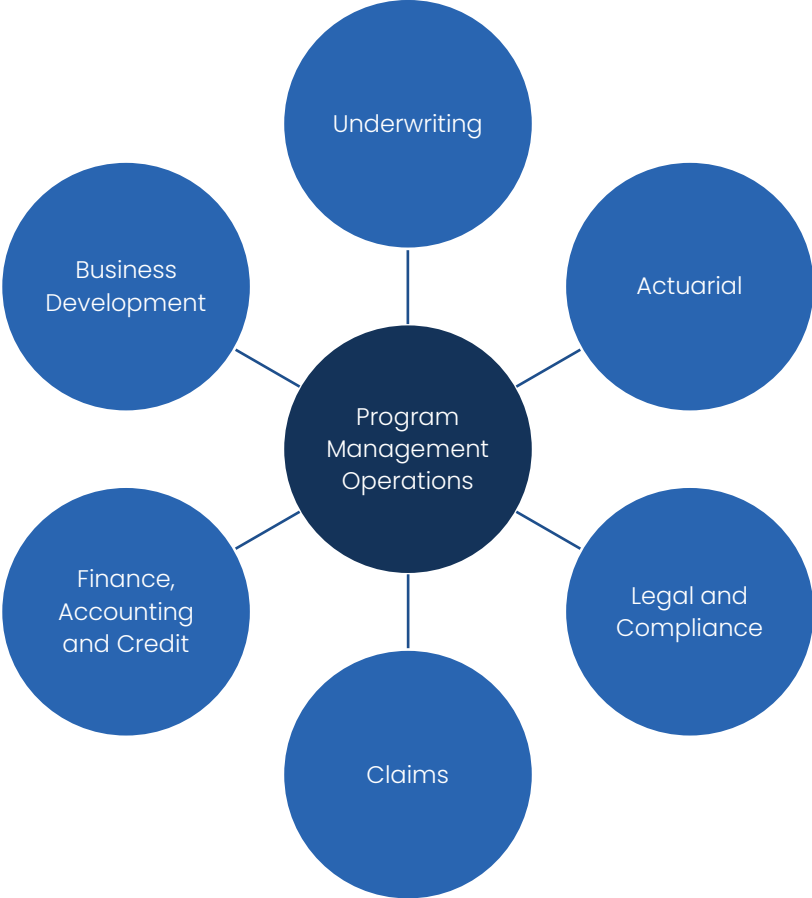 Underwriting
Business
Development
Actuarial
Program
Management
Operations
Finance,
Accounting
and Credit
Legal and
Compliance
Claims